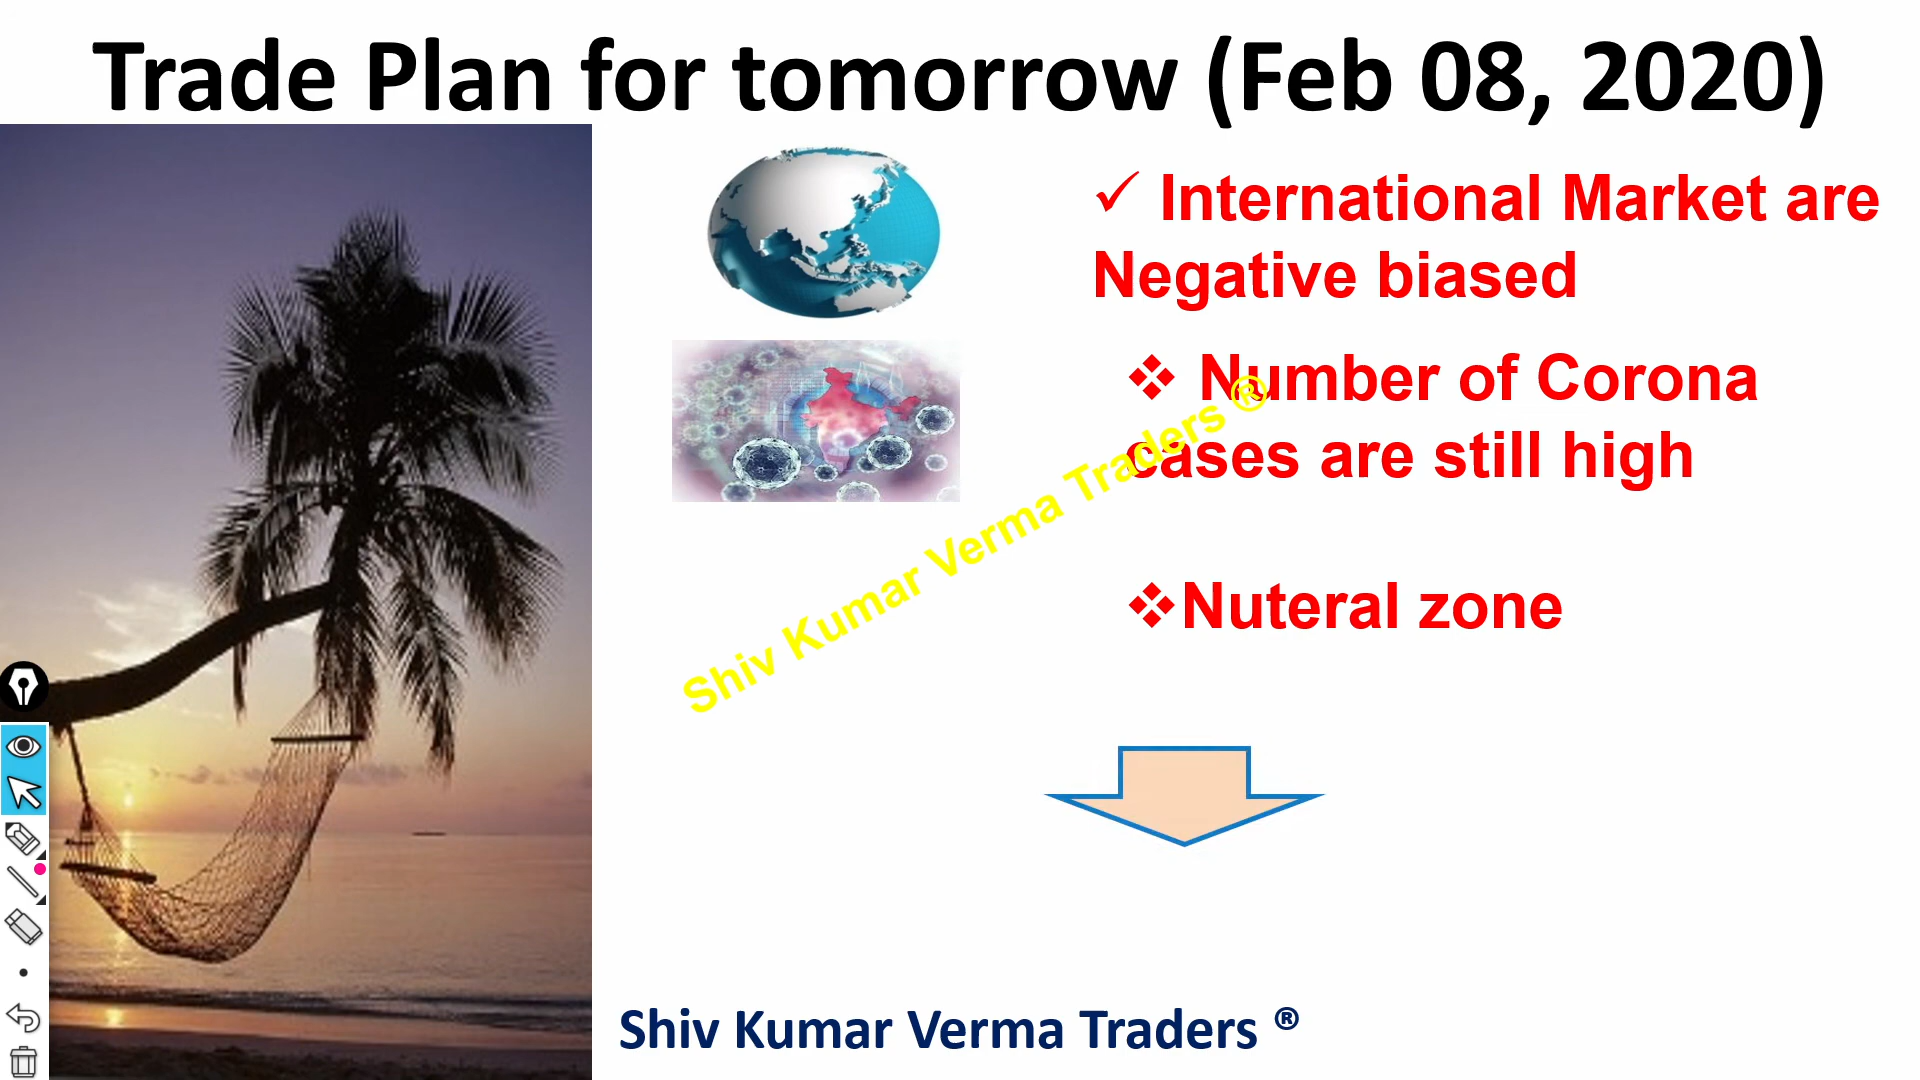 Trade Plan for tomorrow (Feb 08, 2020)
✓ International Market are
Negative biased
❖ Number of Corona
cases are still high
Shiv Kumar Verma Traders ®
❖Nuteral zone
Shiv Kumar Verma Traders ®